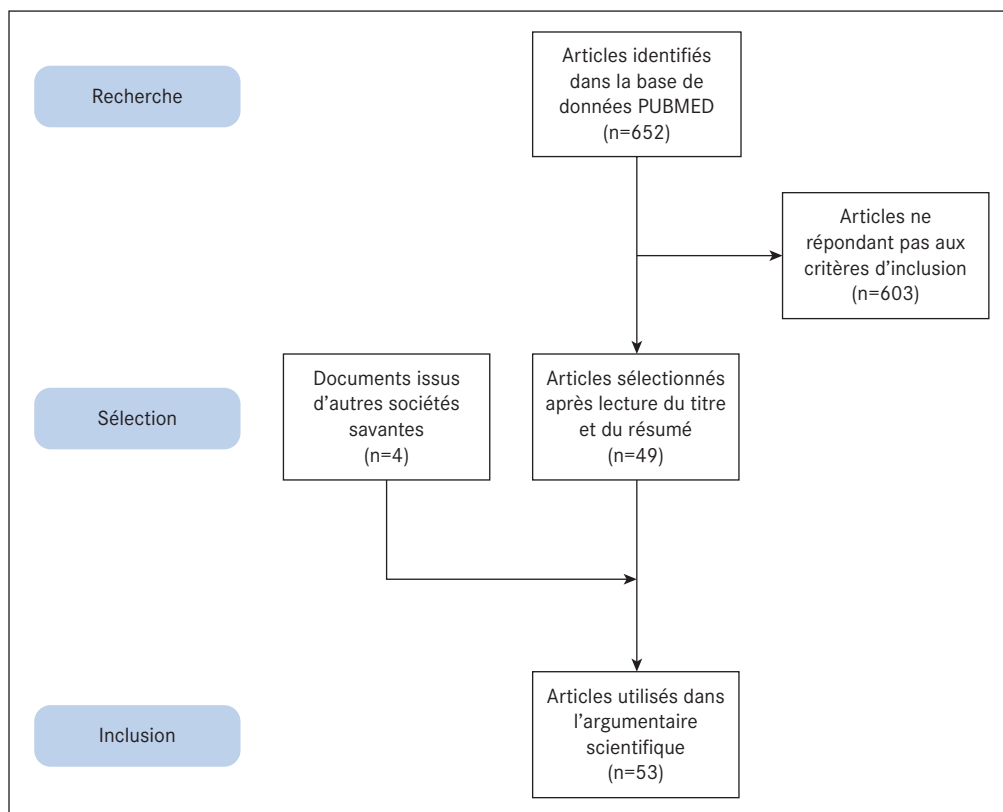 Recherche
Articles identifiés
dans la base de
données PUBMED
(n=652)
Articles ne
répondant pas aux
critères d'inclusion
(n=603)
Sélection
Documents issus
d'autres sociétés
savantes
(n=4)
Articles sélectionnés
après lecture du titre
et du résumé
(n=49)
Inclusion
Articles utilisés dans
l'argumentaire
scientifique
(n=53)